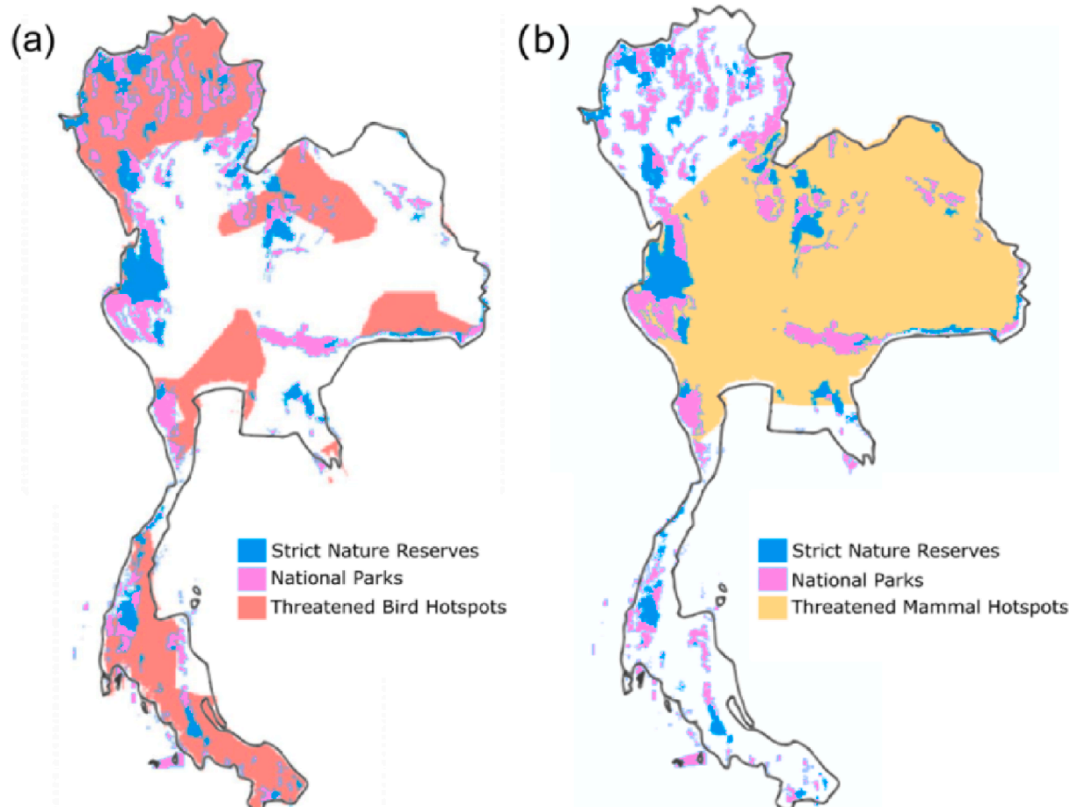 (a)
(b)
Strict Nature Reserves
National Parks
Threatened Bird Hotspots
Strict Nature Reserves
National Parks
Threatened Mammal Hotspots